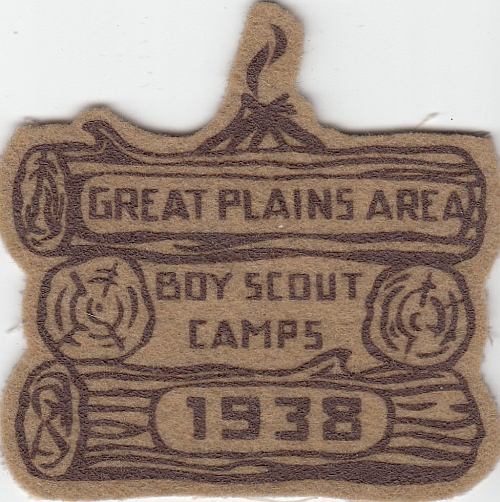 GREAT PLAINS AREA
BOY SCOUT
CAMPS
1938